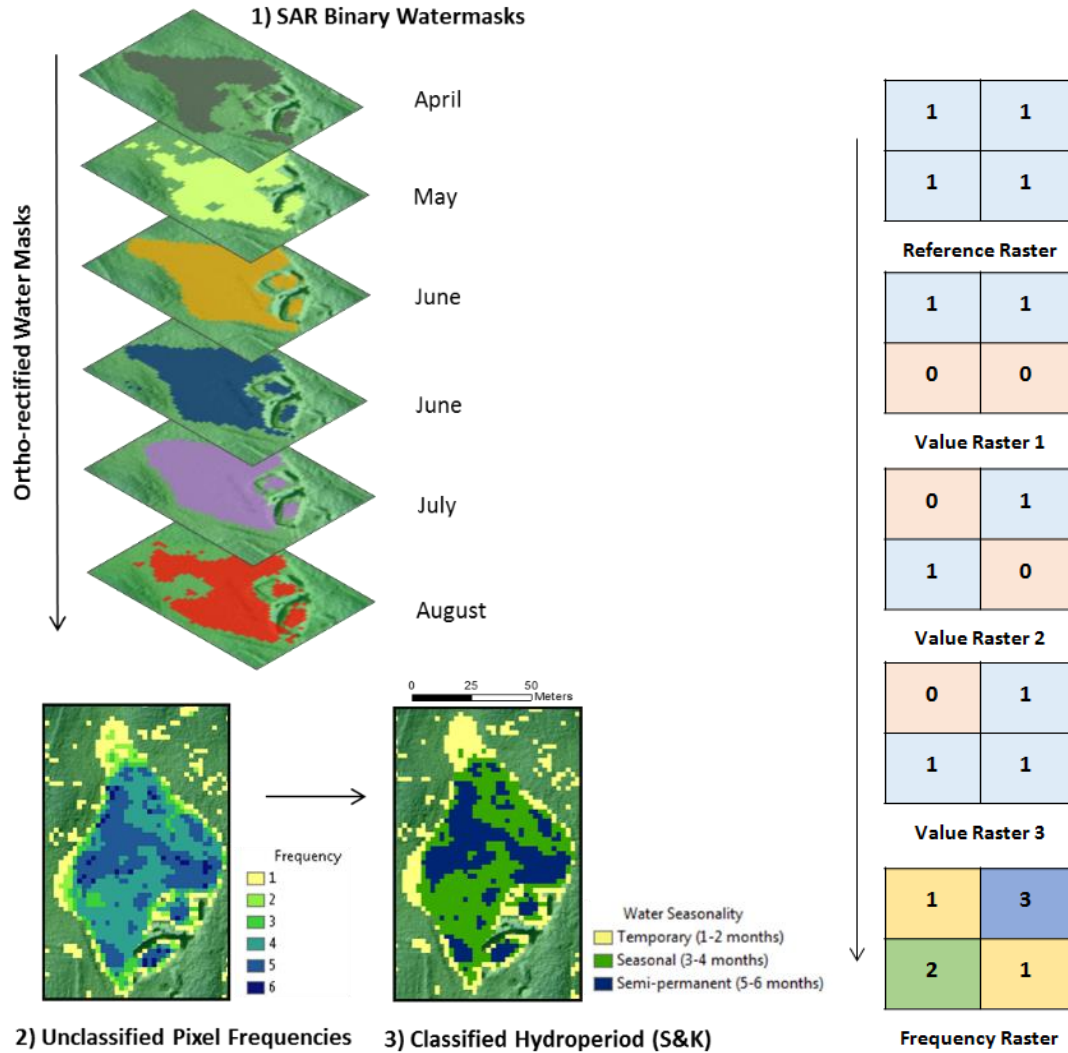 1) SAR Binary Watermasks
Ortho-rectified Water Masks
April
May
June
June
July
August
0 25 50
Meters
Frequency
1
2
3
4
5
6
Water Seasonality
Temporary (1-2 months)
Seasonal (3-4 months)
Semi-permanent (5-6 months)
2) Unclassified Pixel Frequencies
3) Classified Hydroperiod (S&K)
1 1
1 1
Reference Raster
1 1
0 0
Value Raster 1
0 1
1 0
Value Raster 2
0 1
1 1
Value Raster 3
1 3
2 1
Frequency Raster